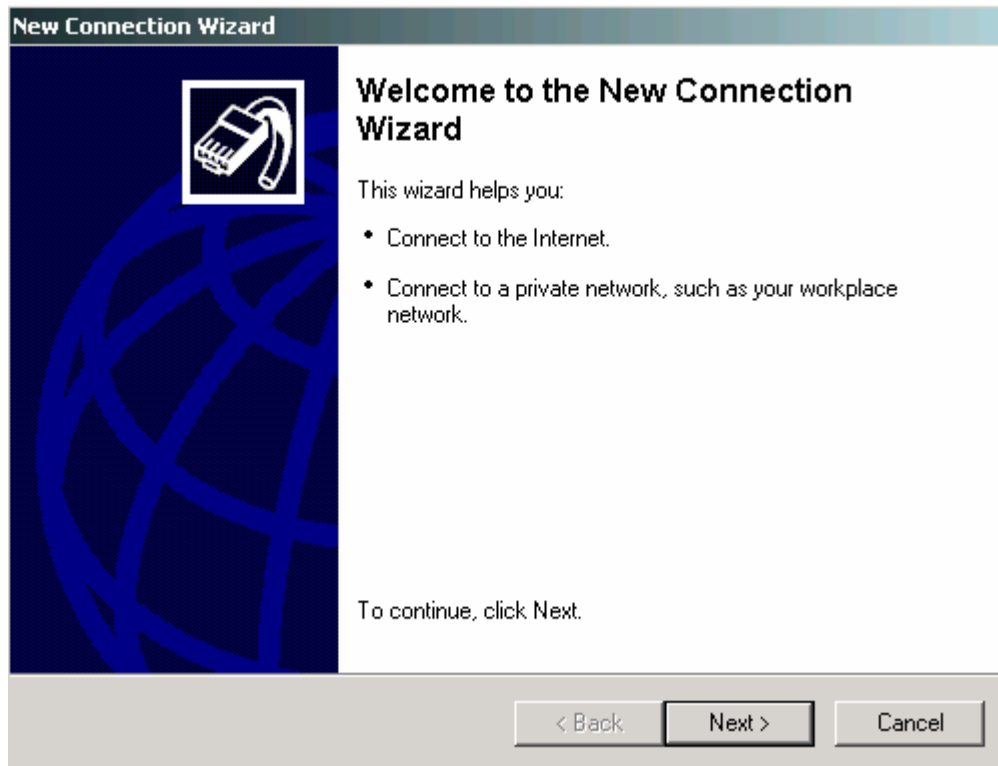 New Connection Wizard
Welcome to the New Connection
Wizard
This wizard helps you:
• Connect to the Internet.
• Connect to a private network, such as your workplace
network.
To continue, click Next.
< Back
Next >
Cancel